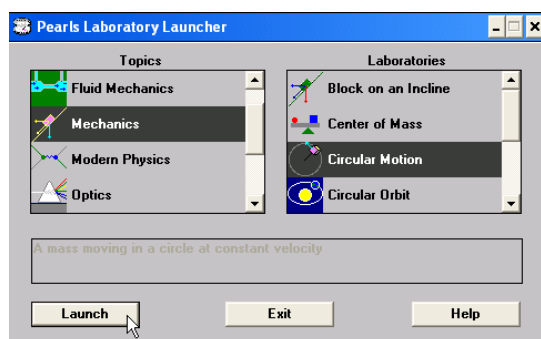 Pearls Laboratory Launcher
Topics
Laboratories
Fluid Mechanics
Mechanics
Modern Physics
Optics
Block on an Incline
Center of Mass
Circular Motion
Circular Orbit
A mass moving in a circle at constant velocity
Launch
Exit
Help